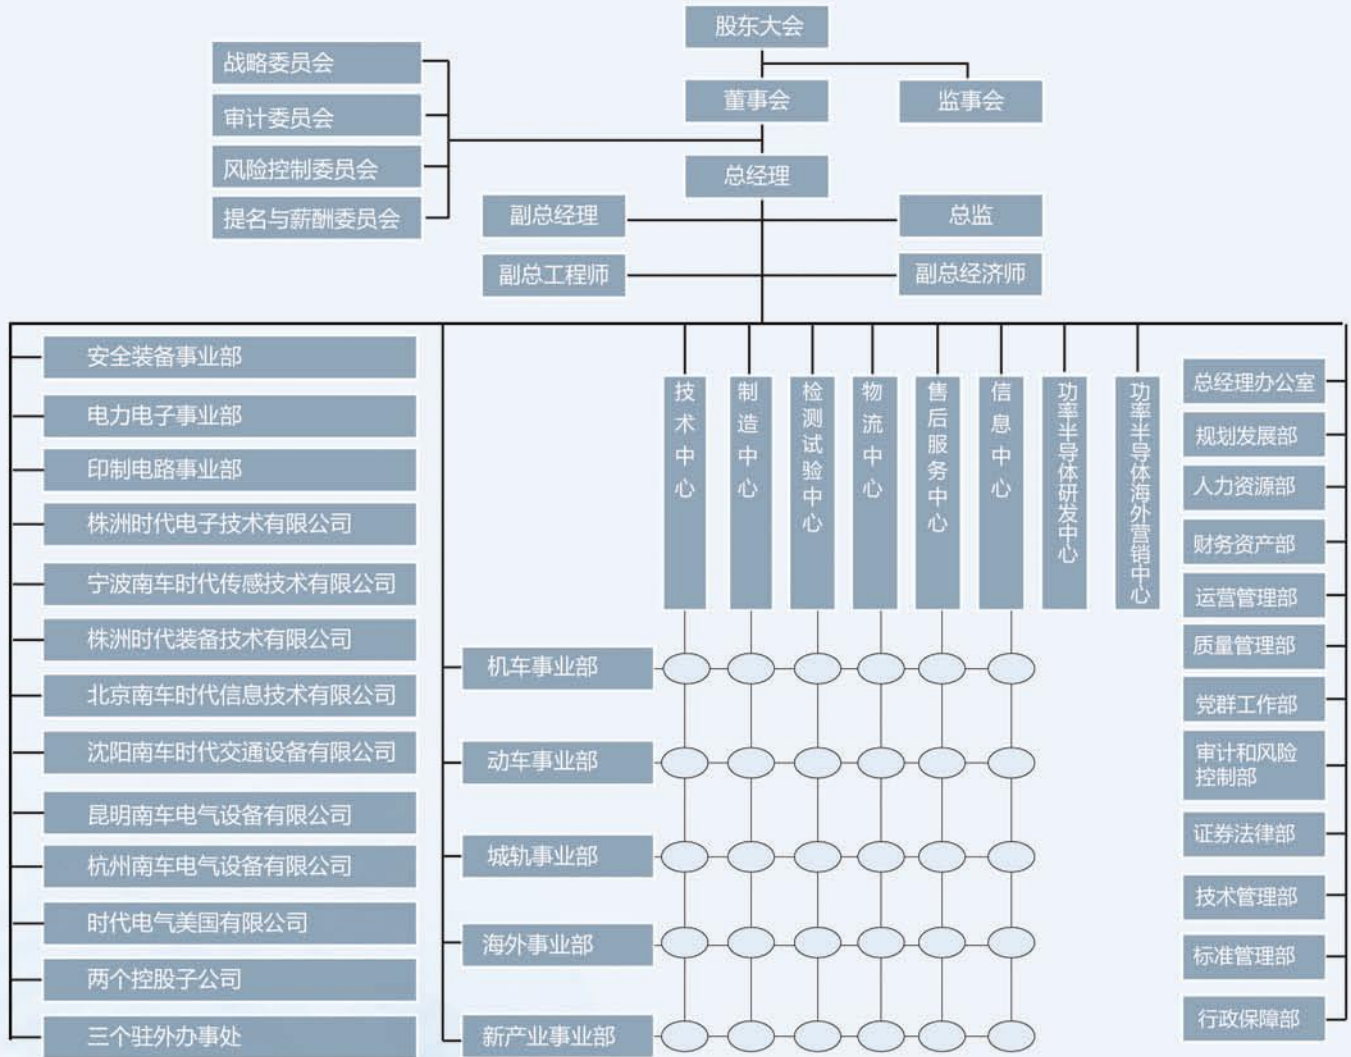 股东大会
战略委员会
审计委员会
风险控制委员会
提名与薪酬委员会
董事会
监事会
总经理
副总经理
总监
副总工程师
副总经济师
安全装备事业部
电力电子事业部
印制电路事业部
株洲时代电子技术有限公司
宁波南车时代传感技术有限公司
株洲时代装备技术有限公司
北京南车时代信息技术有限公司
沈阳南车时代交通设备有限公司
昆明南车电气设备有限公司
杭州南车电气设备有限公司
时代电气美国有限公司
两个控股子公司
三个驻外办事处
技术中心
制造中心
检测试验中心
物流中心
售后服务中心
信息中心
功率半导体研发中心
功率半导体海外营销中心
机车事业部
动车事业部
城轨事业部
海外事业部
新产业事业部
总经理办公室
规划发展部
人力资源部
财务资产部
运营管理部
质量管理部
党群工作部
审计和风险
控制部
证券法律部
技术管理部
标准管理部
行政保障部